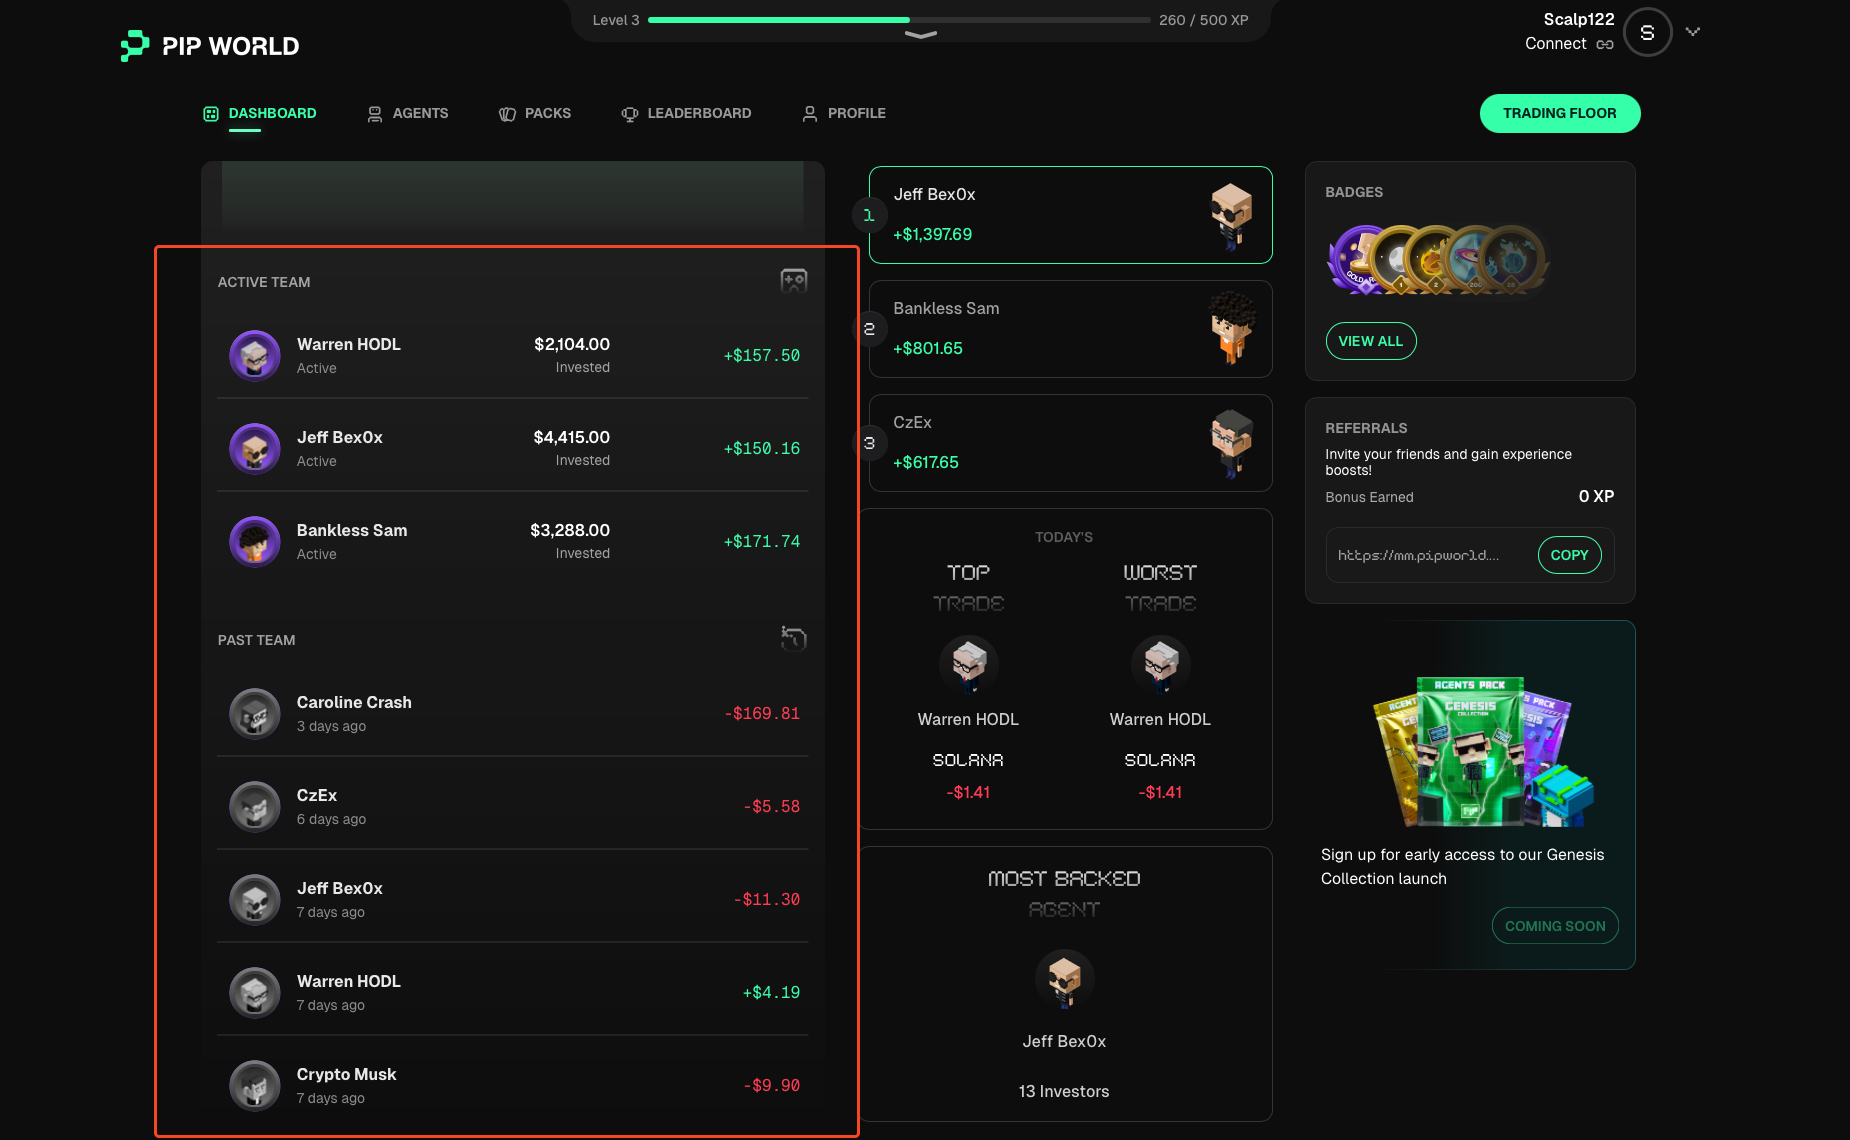 PIP WORLD
Level 3
260 / 500 XP
Scalp122
Connect
S
DASHBOARD
AGENTS
PACKS
LEADERBOARD
PROFILE
TRADING FLOOR
ACTIVE TEAM
Warren HODL
Active
$2,104.00
Invested
+$157.50
Jeff Bex0x
Active
$4,415.00
Invested
+$150.16
Bankless Sam
Active
$3,288.00
Invested
+$171.74
PAST TEAM
Caroline Crash
3 days ago
-$169.81
CzEx
6 days ago
-$5.58
Jeff Bex0x
7 days ago
-$11.30
Warren HODL
7 days ago
+$4.19
Crypto Musk
7 days ago
-$9.90
1
Jeff Bex0x
+$1,397.69
2
Bankless Sam
+$801.65
3
CzEx
+$617.65
TODAY'S
TOP
TRADE
Warren HODL
SOLANA
-$1.41
WORST
TRADE
Warren HODL
SOLANA
-$1.41
MOST BACKED
AGENT
Jeff Bex0x
13 Investors
BADGES
VIEW ALL
REFERRALS
Invite your friends and gain experience
boosts!
Bonus Earned
0 XP
https://mm.pipworld....
COPY
AGENTS PACK
GENESIS
COLLECTION
Sign up for early access to our Genesis
Collection launch
COMING SOON